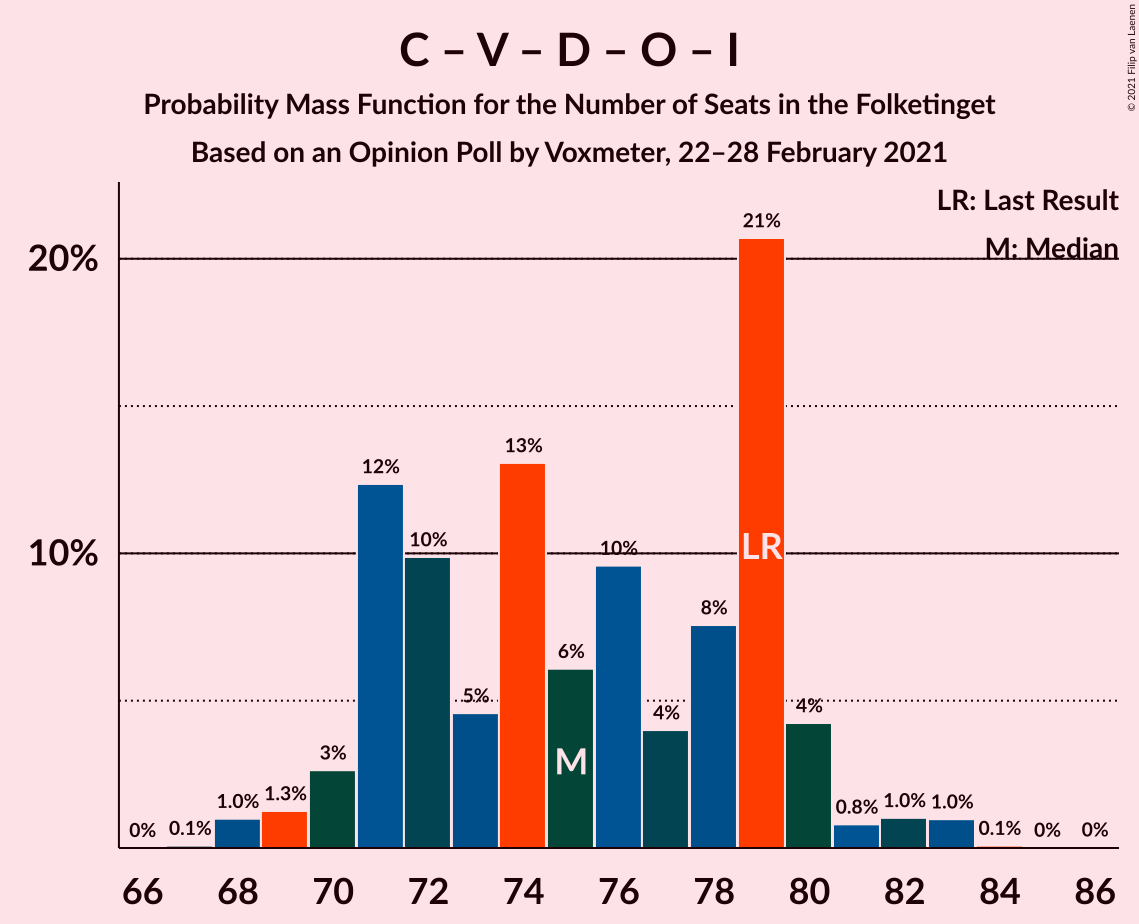 C – V – D – O – I
Probability Mass Function for the Number of Seats in the Folketinget
Based on an Opinion Poll by Voxmeter, 22–28 February 2021
© 2021 Filip van Laenen
LR: Last Result
M: Median
20%
10%
0%
0.1%
1.0%
1.3%
3%
12%
10%
5%
13%
6%
10%
4%
8%
21%
4%
0.8%
1.0%
1.0%
0.1%
0%
0%
LR
M
66 68 70 72 74 76 78 80 82 84 86